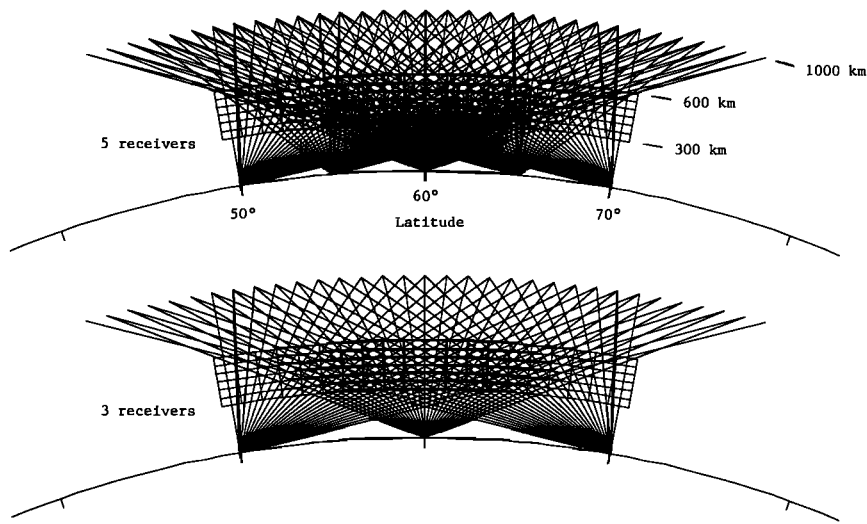 1000 km
600 km
5 receivers
300 km
60°
50°
70°
Latitude
3 receivers